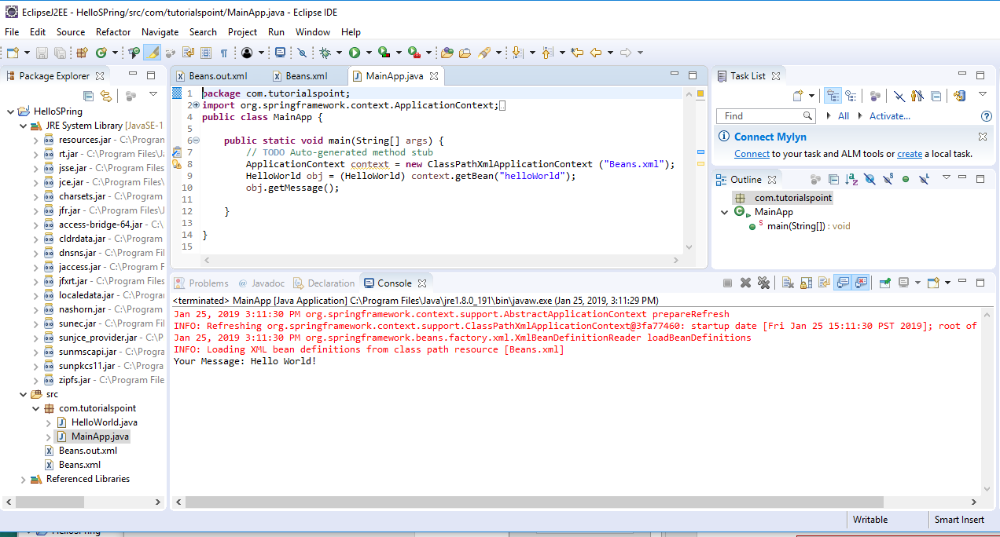 EclipseJ2EE - HelloSPring/src/com/tutorialspoint/MainApp.java - Eclipse IDE
File Edit Source Refactor Navigate Search Project Run Window Help
Package Explorer
HelloSPring
JRE System Library [JavaSE-1
resources.jar - C:\Program
rt.jar - C:\Program Files\Ja
jsse.jar - C:\Program Files\
jce.jar - C:\Program Files\
charsets.jar - C:\Program
jfr.jar - C:\Program Files\J
access-bridge-64.jar - C:\
cldrdata.jar - C:\Program
dnsns.jar - C:\Program Fil
jaccess.jar - C:\Program F
jfxrt.jar - C:\Program Files
localedata.jar - C:\Progra
nashorn.jar - C:\Program
sunec.jar - C:\Program Fil
sunjce_provider.jar - C:\P
sunmscapi.jar - C:\Progra
sunpkcs11.jar - C:\Progra
zipfs.jar - C:\Program File
src
com.tutorialspoint
HelloWorld.java
MainApp.java
Beans.out.xml
Beans.xml
Referenced Libraries
Beans.out.xml Beans.xml MainApp.java
1 package com.tutorialspoint;
2 import org.springframework.context.ApplicationContext;
4 public class MainApp {
5
6 public static void main(String[] args) {
7 // TODO Auto-generated method stub
8 ApplicationContext context = new ClassPathXmlApplicationContext ("Beans.xml");
9 HelloWorld obj = (HelloWorld) context.getBean("helloWorld");
10 obj.getMessage();
11
12 }
13
14 }
15
Task List
Find All Activate...
Connect Mylyn
Connect to your task and ALM tools or create a local task.
Outline
com.tutorialspoint
MainApp
main(String[]) : void
Problems @ Javadoc Declaration Console
<terminated> MainApp [Java Application] C:\Program Files\Java\jre1.8.0_191\bin\javaw.exe (Jan 25, 2019, 3:11:29 PM)
Jan 25, 2019 3:11:30 PM org.springframework.context.support.AbstractApplicationContext prepareRefresh
INFO: Refreshing org.springframework.context.support.ClassPathXmlApplicationContext@3fa77460: startup date [Fri Jan 25 15:11:30 PST 2019]; root of
Jan 25, 2019 3:11:30 PM org.springframework.beans.factory.xml.XmlBeanDefinitionReader loadBeanDefinitions
INFO: Loading XML bean definitions from class path resource [Beans.xml]
Your Message: Hello World!
Writable Smart Insert